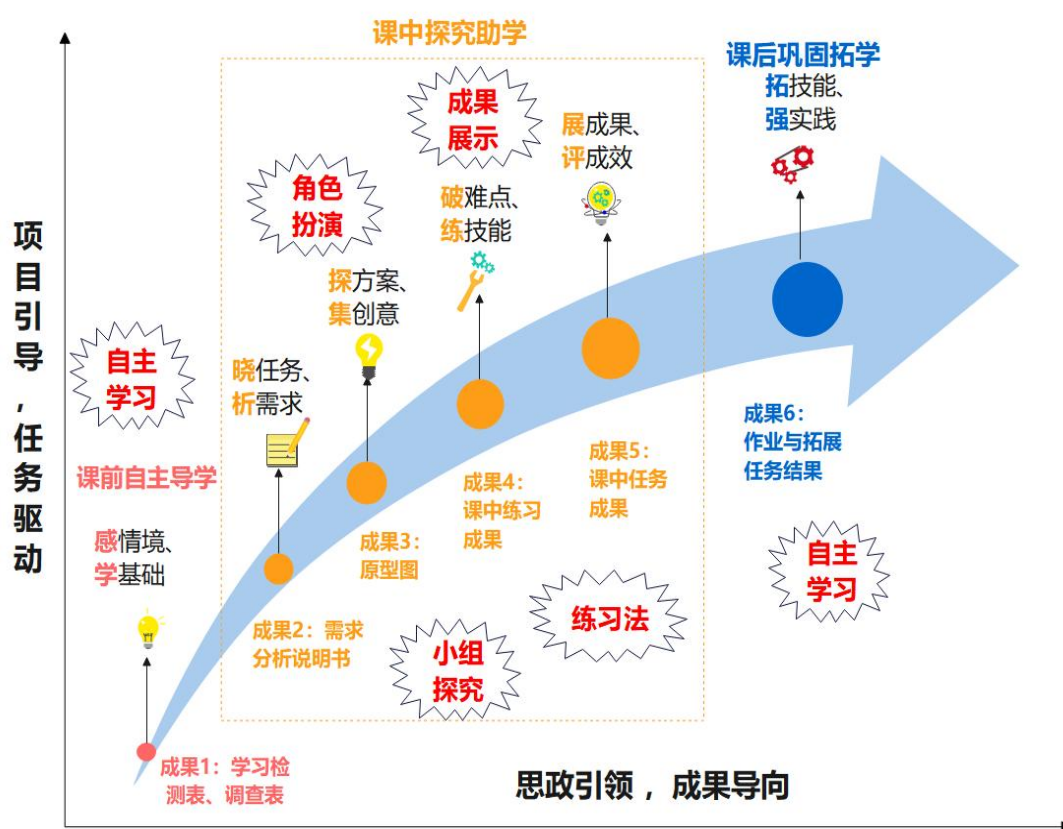 课中探究助学
课后巩固拓学
拓技能、
强实践
成果
展示
展成果、
评成效
角色
扮演
破难点、
练技能
项目引导，任务驱动
探方案、
集创意
自主
学习
晓任务、
析需求
课前自主导学
感情境、
学基础
成果6：
作业与拓展
任务结果
成果5：
课中任务
成果
成果4：
课中练习
成果
成果3：
原型图
自主
学习
练习法
成果2：需求
分析说明书
小组
探究
成果1：学习检
测表、调查表
思政引领，成果导向